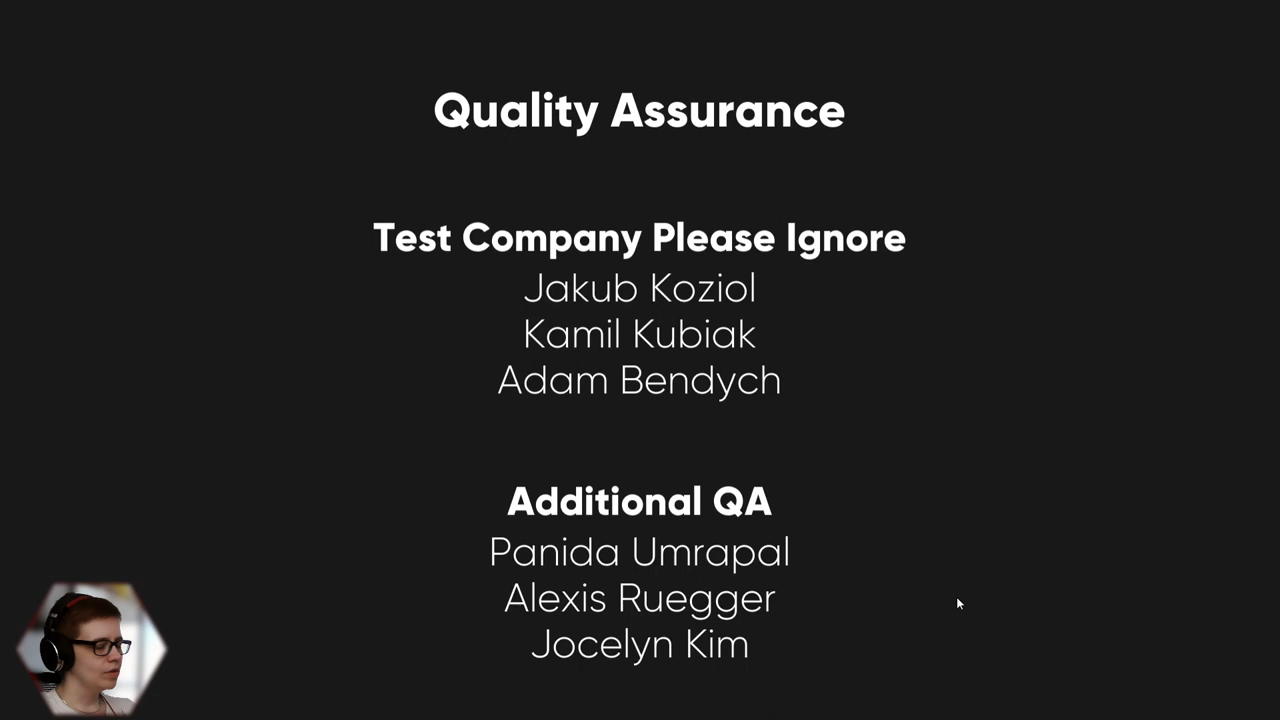 Quality Assurance
Test Company Please Ignore
Jakub Koziol
Kamil Kubiak
Adam Bendych
Additional QA
Panida Umrapal
Alexis Ruegger
Jocelyn Kim